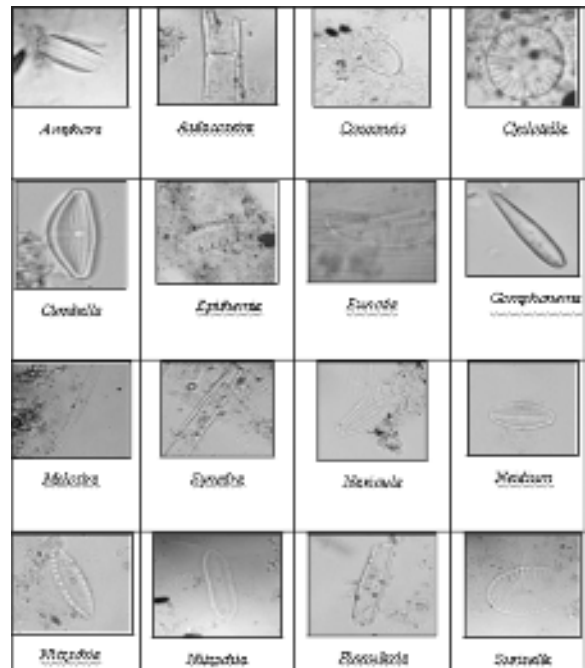 Amphora Aulacoseira Cocconeis Cyclotella
Cymbella Epithemia Eunotia Gomphonema
Melosira Synedra Navicula Neidium
Nitzschia Nitzschia Pinnularia Surirella